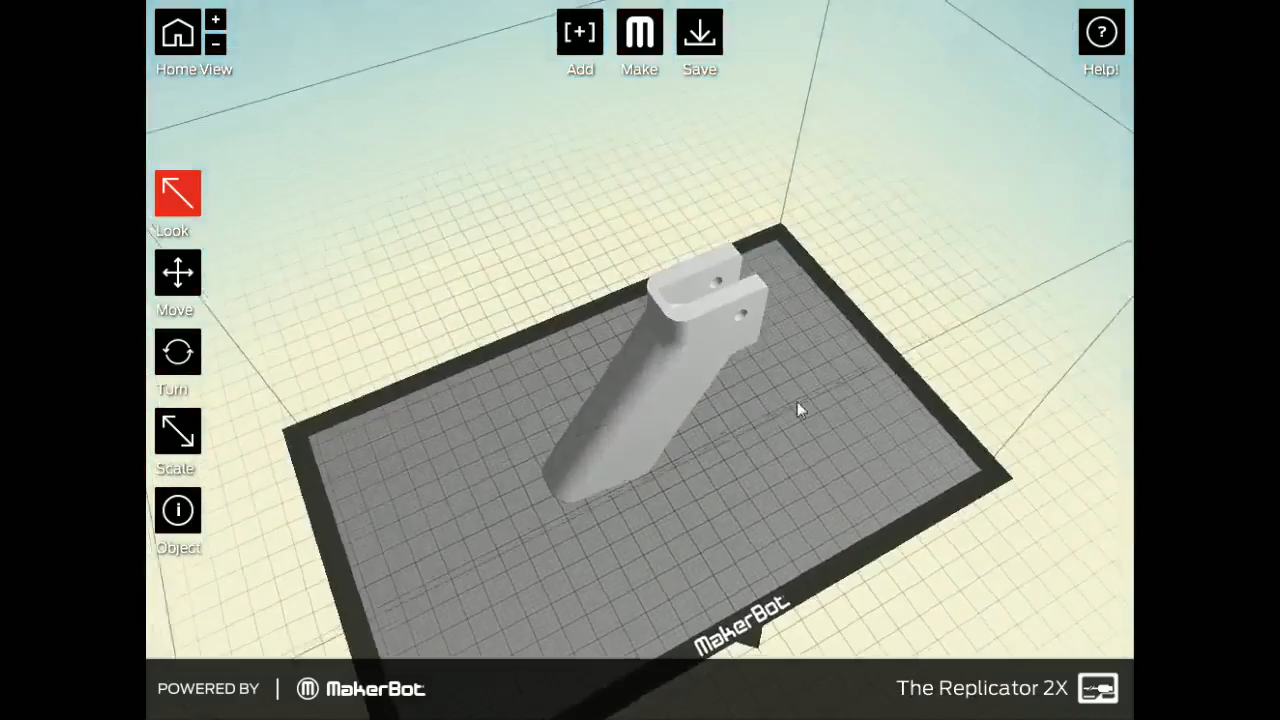 Home View
Add
Make
Save
Help!
Look
Move
Turn
Scale
Object
MakerBot
POWERED BY | MakerBot
The Replicator 2X